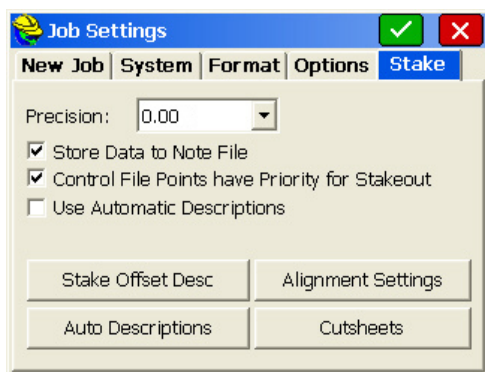 Job Settings
New Job System Format Options Stake
Precision: 0.00
Store Data to Note File
Control File Points have Priority for Stakeout
Use Automatic Descriptions
Stake Offset Desc Alignment Settings
Auto Descriptions Cutsheets